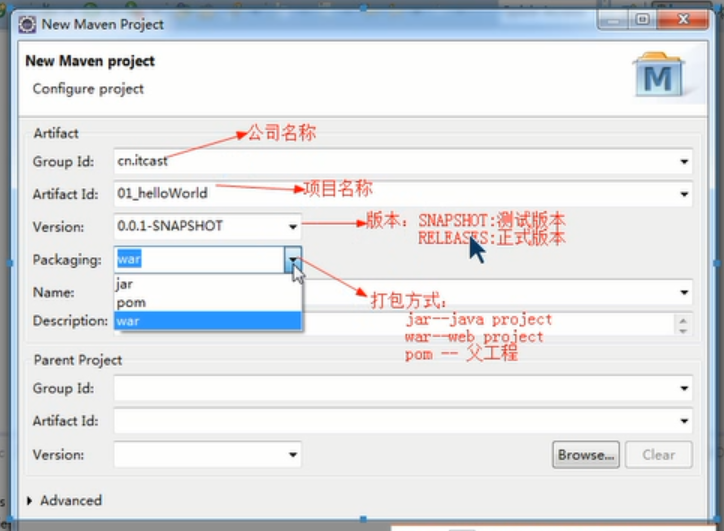 New Maven Project
New Maven project
Configure project
M
Artifact
公司名称
Group Id: cn.itcast
Artifact Id: 01_helloWorld
项目名称
Version: 0.0.1-SNAPSHOT
版本: SNAPSHOT:测试版本
RELEASES:正式版本
Packaging: war
jar
pom
war
Name:
Description:
打包方式:
jar--java project
war--web project
pom -- 父工程
Parent Project
Group Id:
Artifact Id:
Version:
Browse...
Clear
Advanced